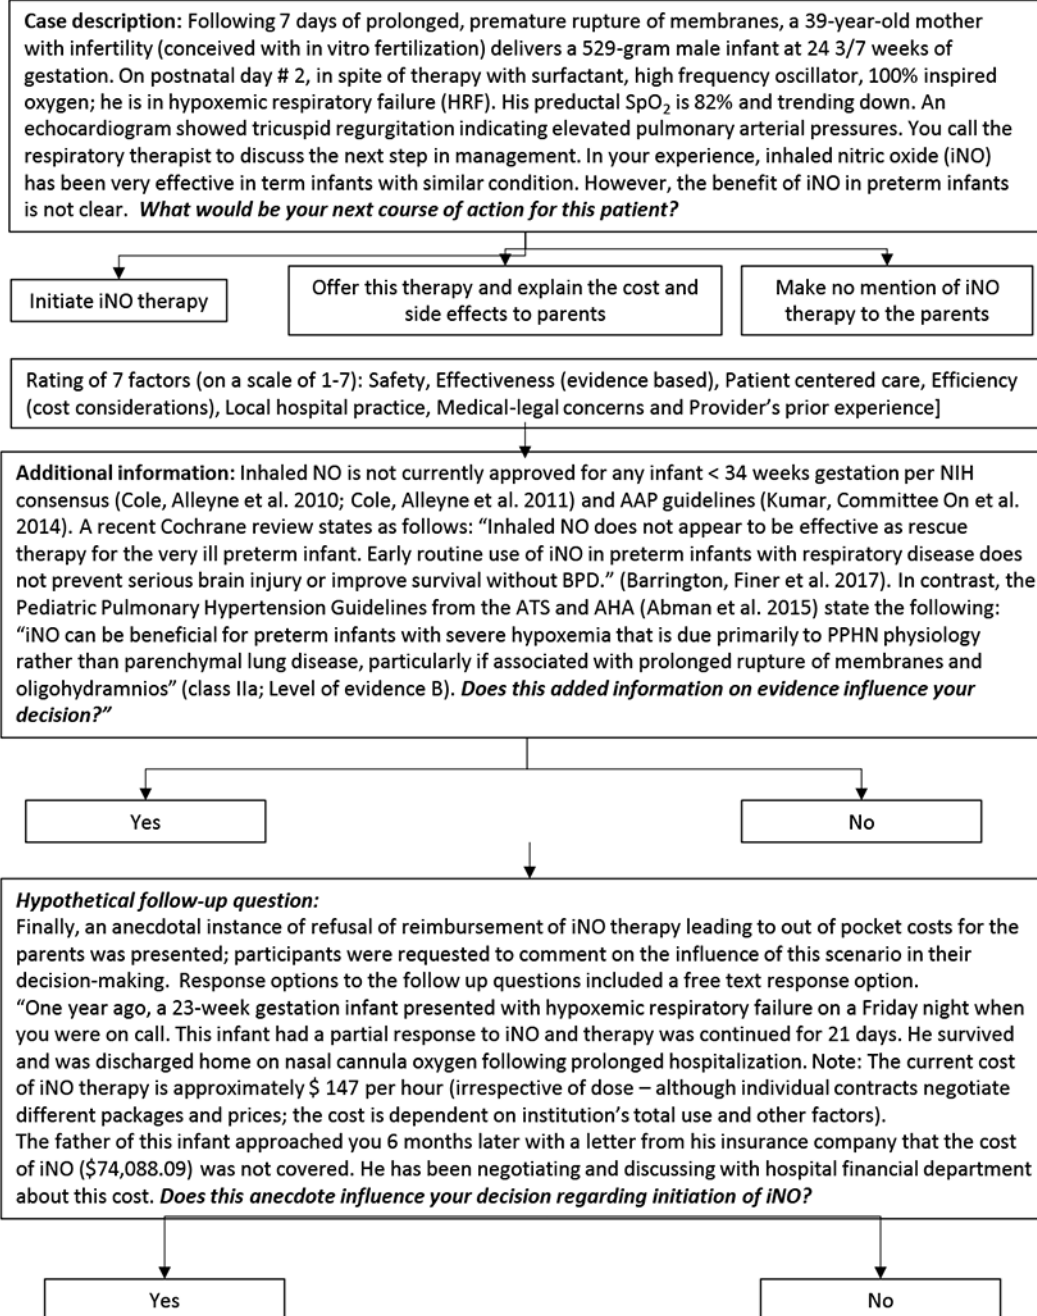 Case description: Following 7 days of prolonged, premature rupture of membranes, a 39-year-old mother
with infertility (conceived with in vitro fertilization) delivers a 529-gram male infant at 24 3/7 weeks of
gestation. On postnatal day # 2, in spite of therapy with surfactant, high frequency oscillator, 100% inspired
oxygen; he is in hypoxemic respiratory failure (HRF). His preductal SpO₂ is 82% and trending down. An
echocardiogram showed tricuspid regurgitation indicating elevated pulmonary arterial pressures. You call the
respiratory therapist to discuss the next step in management. In your experience, inhaled nitric oxide (iNO)
has been very effective in term infants with similar condition. However, the benefit of iNO in preterm infants
is not clear. What would be your next course of action for this patient?
Initiate iNO therapy
Offer this therapy and explain the cost and
side effects to parents
Make no mention of iNO
therapy to the parents
Rating of 7 factors (on a scale of 1-7): Safety, Effectiveness (evidence based), Patient centered care, Efficiency
(cost considerations), Local hospital practice, Medical-legal concerns and Provider's prior experience]
Additional information: Inhaled NO is not currently approved for any infant < 34 weeks gestation per NIH
consensus (Cole, Alleyne et al. 2010; Cole, Alleyne et al. 2011) and AAP guidelines (Kumar, Committee On et al.
2014). A recent Cochrane review states as follows: “Inhaled NO does not appear to be effective as rescue
therapy for the very ill preterm infant. Early routine use of iNO in preterm infants with respiratory disease does
not prevent serious brain injury or improve survival without BPD.” (Barrington, Finer et al. 2017). In contrast, the
Pediatric Pulmonary Hypertension Guidelines from the ATS and AHA (Abman et al. 2015) state the following:
“iNO can be beneficial for preterm infants with severe hypoxemia that is due primarily to PPHN physiology
rather than parenchymal lung disease, particularly if associated with prolonged rupture of membranes and
oligohydramnios” (class IIa; Level of evidence B). Does this added information on evidence influence your
decision?”
Yes
No
Hypothetical follow-up question:
Finally, an anecdotal instance of refusal of reimbursement of iNO therapy leading to out of pocket costs for the
parents was presented; participants were requested to comment on the influence of this scenario in their
decision-making. Response options to the follow up questions included a free text response option.
“One year ago, a 23-week gestation infant presented with hypoxemic respiratory failure on a Friday night when
you were on call. This infant had a partial response to iNO and therapy was continued for 21 days. He survived
and was discharged home on nasal cannula oxygen following prolonged hospitalization. Note: The current cost
of iNO therapy is approximately $ 147 per hour (irrespective of dose – although individual contracts negotiate
different packages and prices; the cost is dependent on institution's total use and other factors).
The father of this infant approached you 6 months later with a letter from his insurance company that the cost
of iNO ($74,088.09) was not covered. He has been negotiating and discussing with hospital financial department
about this cost. Does this anecdote influence your decision regarding initiation of iNO?
Yes
No